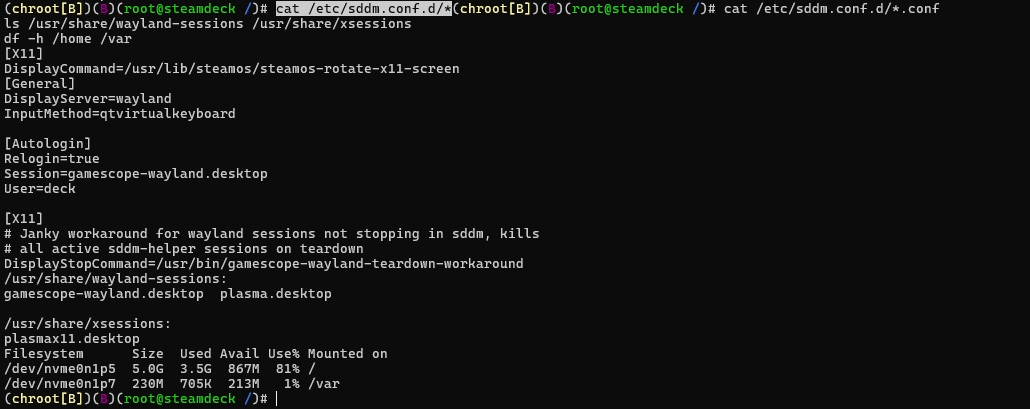 (chroot[B])(B)(root@steamdeck /)# cat /etc/sddm.conf.d/*(chroot[B])(B)(root@steamdeck /)# cat /etc/sddm.conf.d/*.conf
ls /usr/share/wayland-sessions /usr/share/xsessions
df -h /home /var
[X11]
DisplayCommand=/usr/lib/steamos/steamos-rotate-x11-screen
[General]
DisplayServer=wayland
InputMethod=qtvirtualkeyboard

[Autologin]
Relogin=true
Session=gamescope-wayland.desktop
User=deck

[X11]
# Janky workaround for wayland sessions not stopping in sddm, kills
# all active sddm-helper sessions on teardown
DisplayStopCommand=/usr/bin/gamescope-wayland-teardown-workaround
/usr/share/wayland-sessions:
gamescope-wayland.desktop  plasma.desktop

/usr/share/xsessions:
plasmax11.desktop
Filesystem      Size  Used Avail Use% Mounted on
/dev/nvme0n1p5  5.0G  3.5G  867M  81% /
/dev/nvme0n1p7  230M  705K  213M   1% /var
(chroot[B])(B)(root@steamdeck /)#